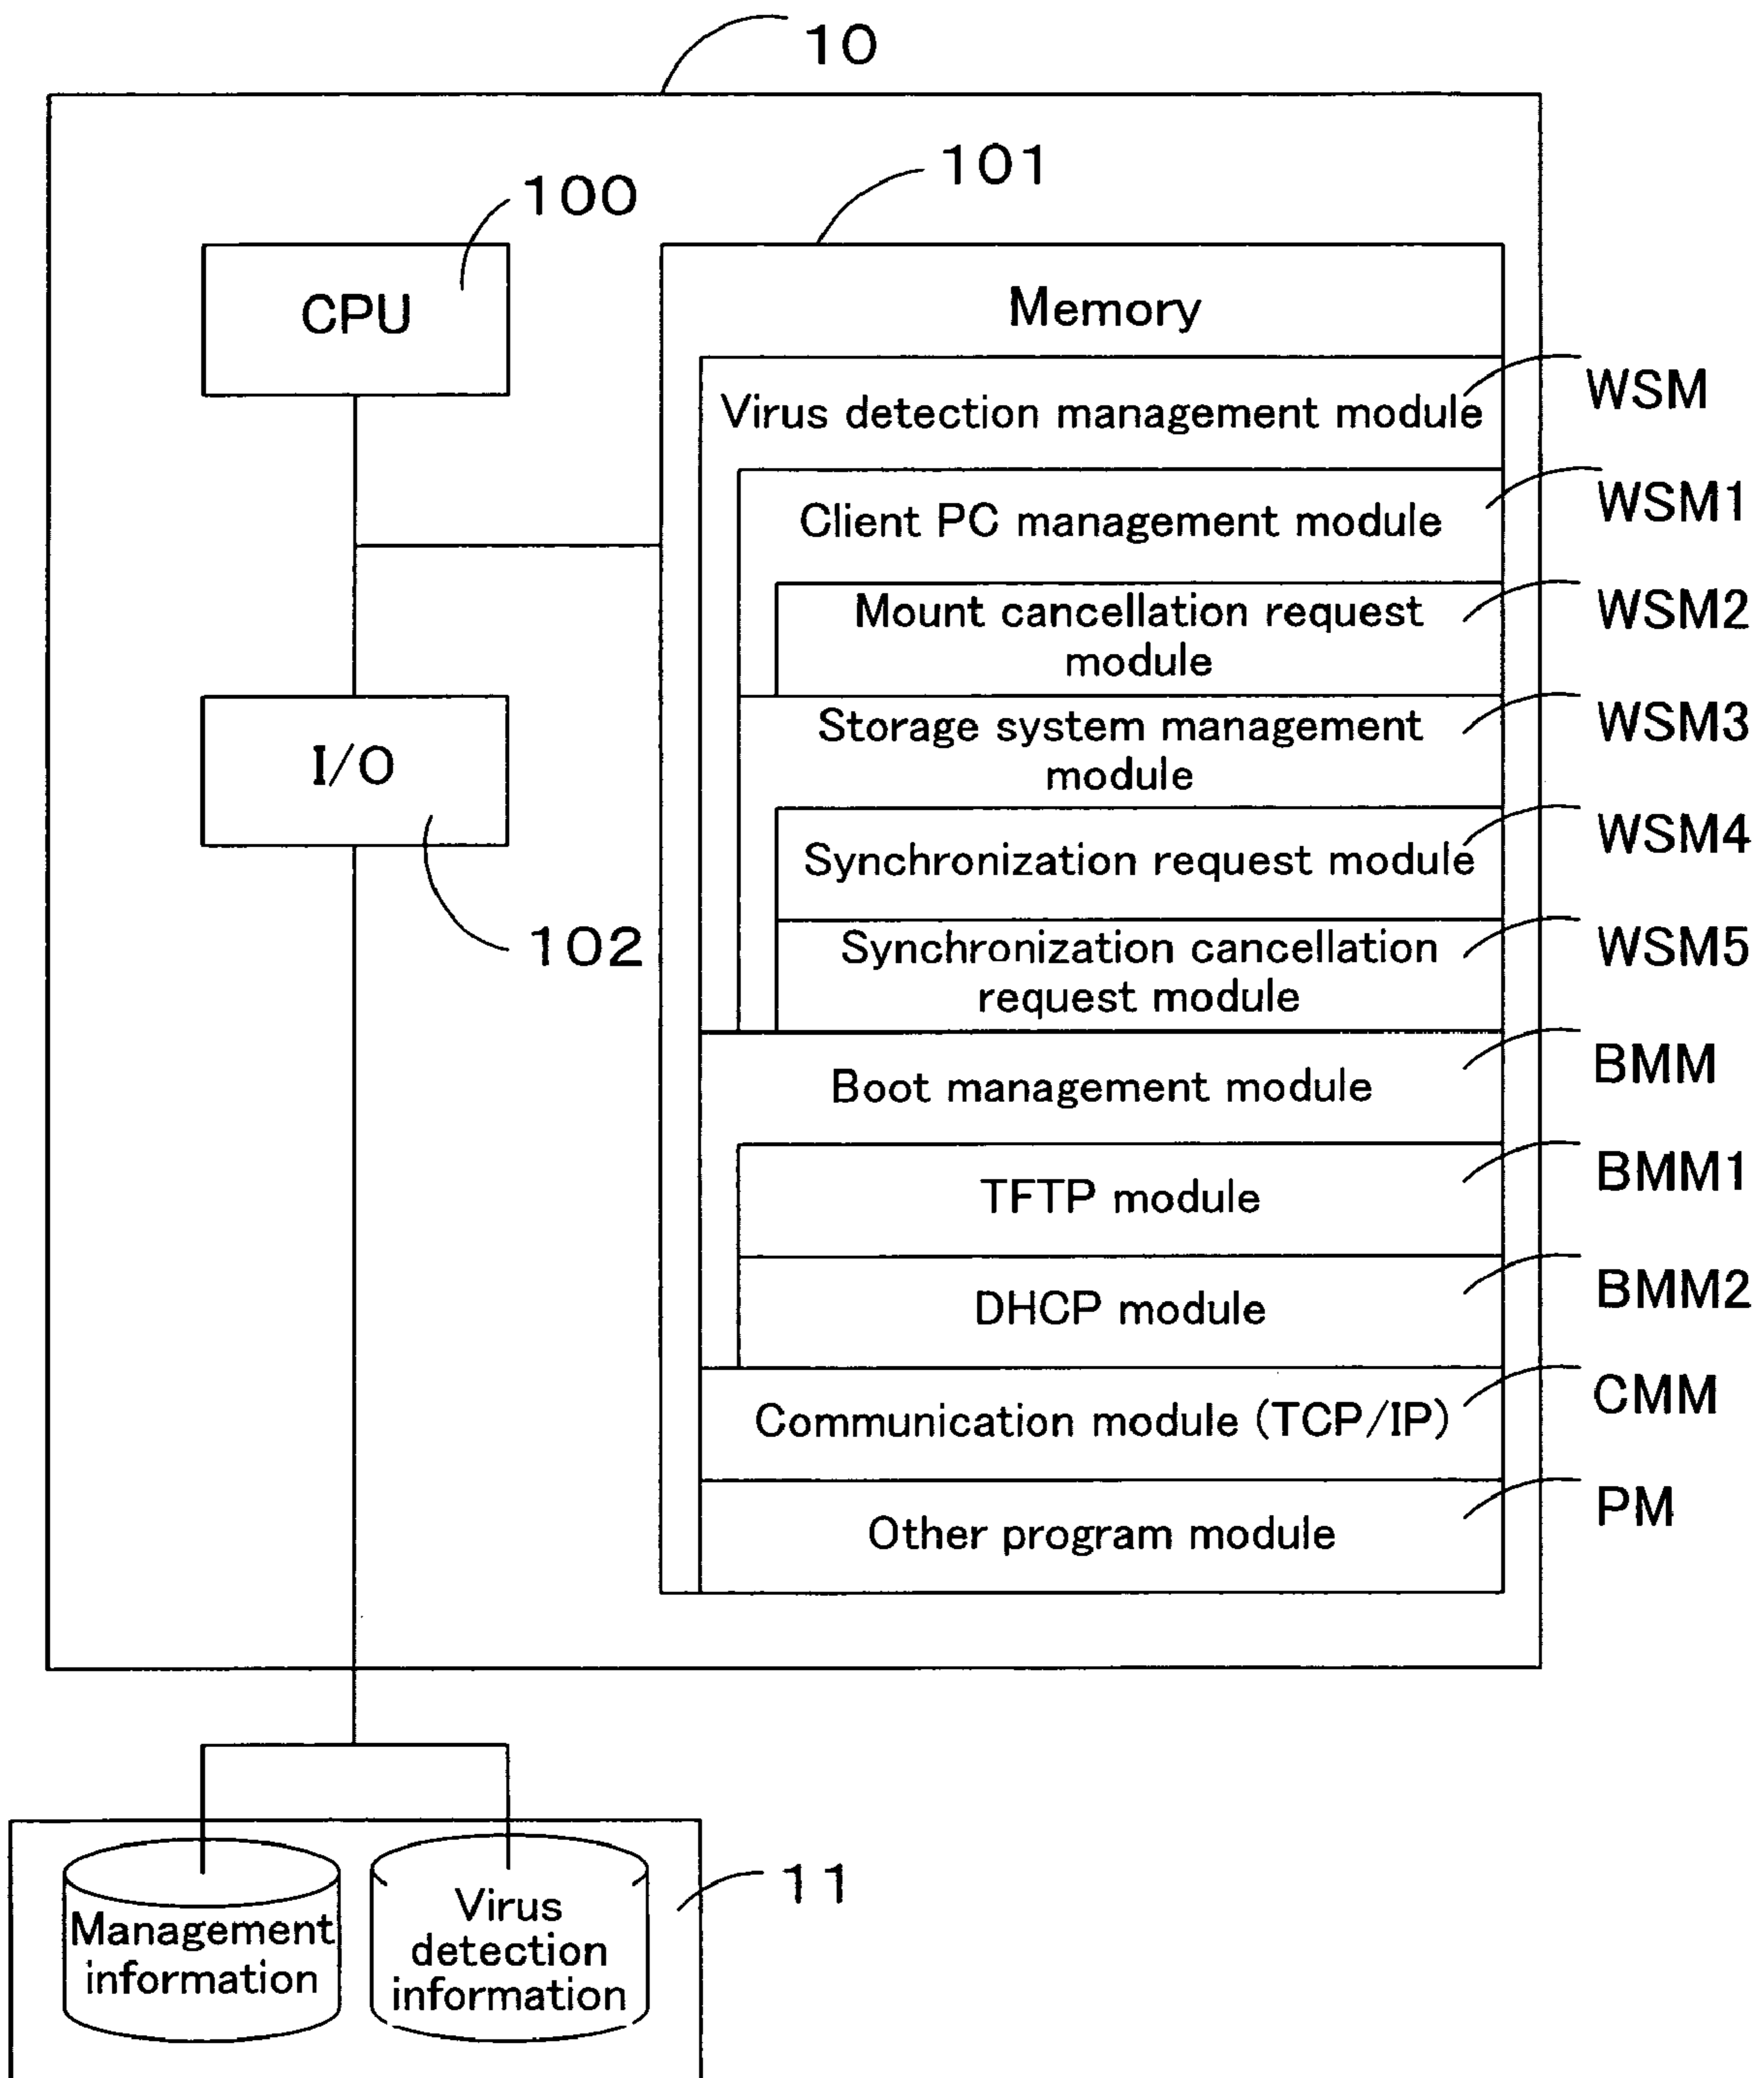 10
101
100
CPU
Memory
Virus detection management module
WSM
Client PC management module
WSM1
Mount cancellation request
module
WSM2
Storage system management
module
WSM3
I/O
102
Synchronization request module
WSM4
Synchronization cancellation
request module
WSM5
Boot management module
BMM
TFTP module
BMM1
DHCP module
BMM2
Communication module (TCP/IP)
CMM
Other program module
PM
11
Management
information
Virus
detection
information